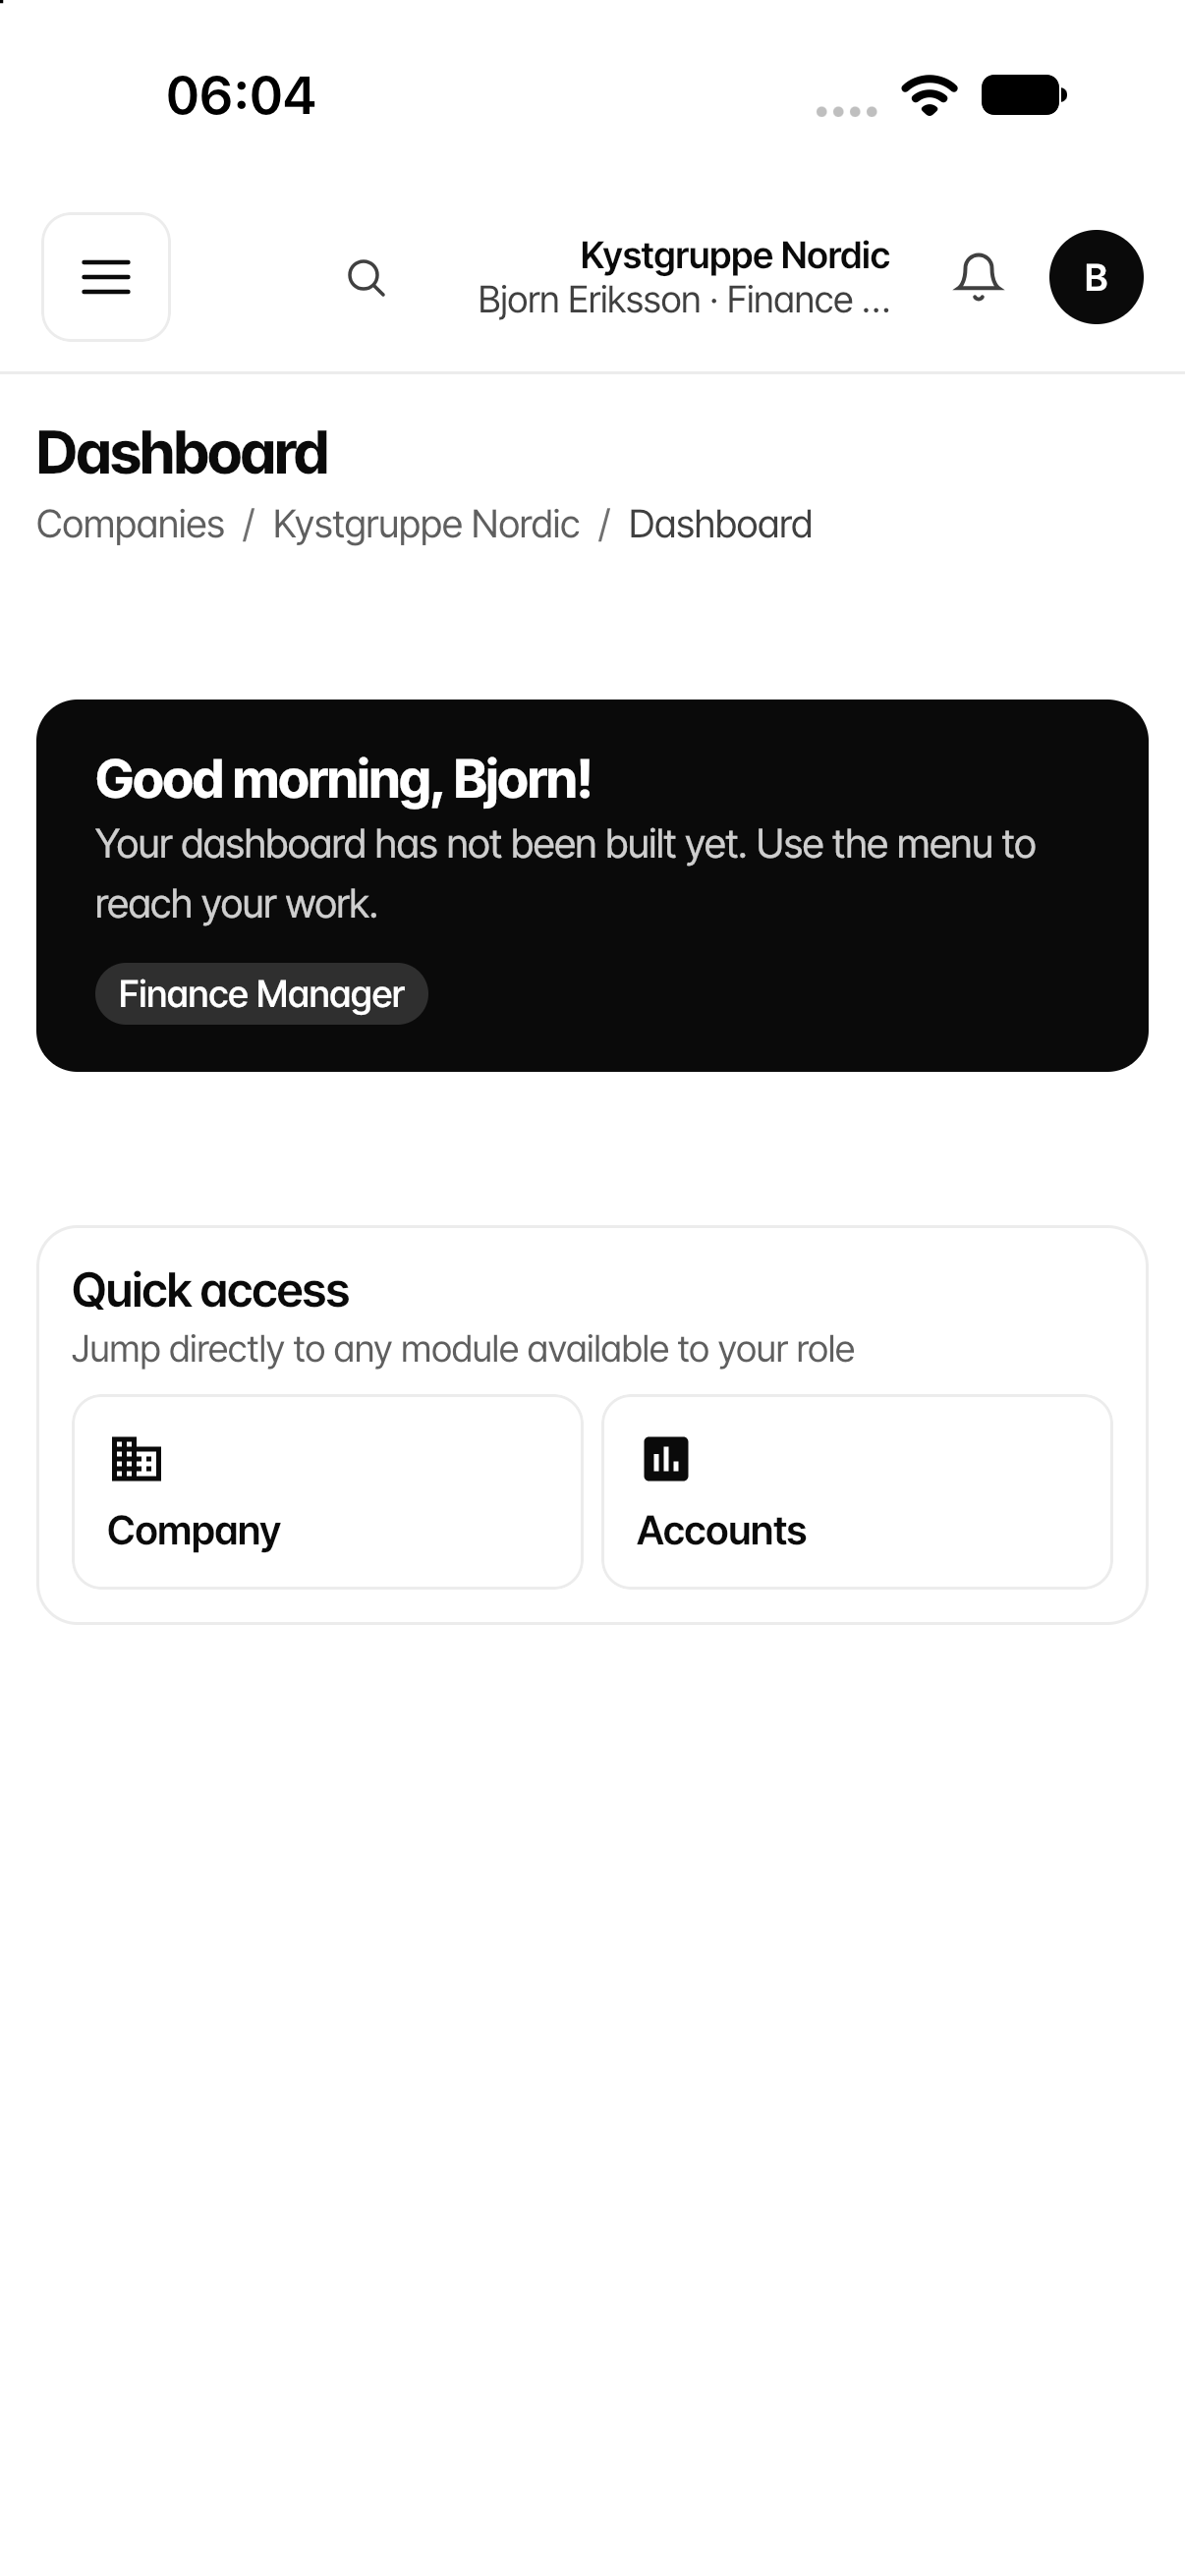 06:04
Kystgruppe Nordic
Bjorn Eriksson · Finance ...
B
Dashboard
Companies / Kystgruppe Nordic / Dashboard
Good morning, Bjorn!
Your dashboard has not been built yet. Use the menu to
reach your work.
Finance Manager
Quick access
Jump directly to any module available to your role
Company
Accounts